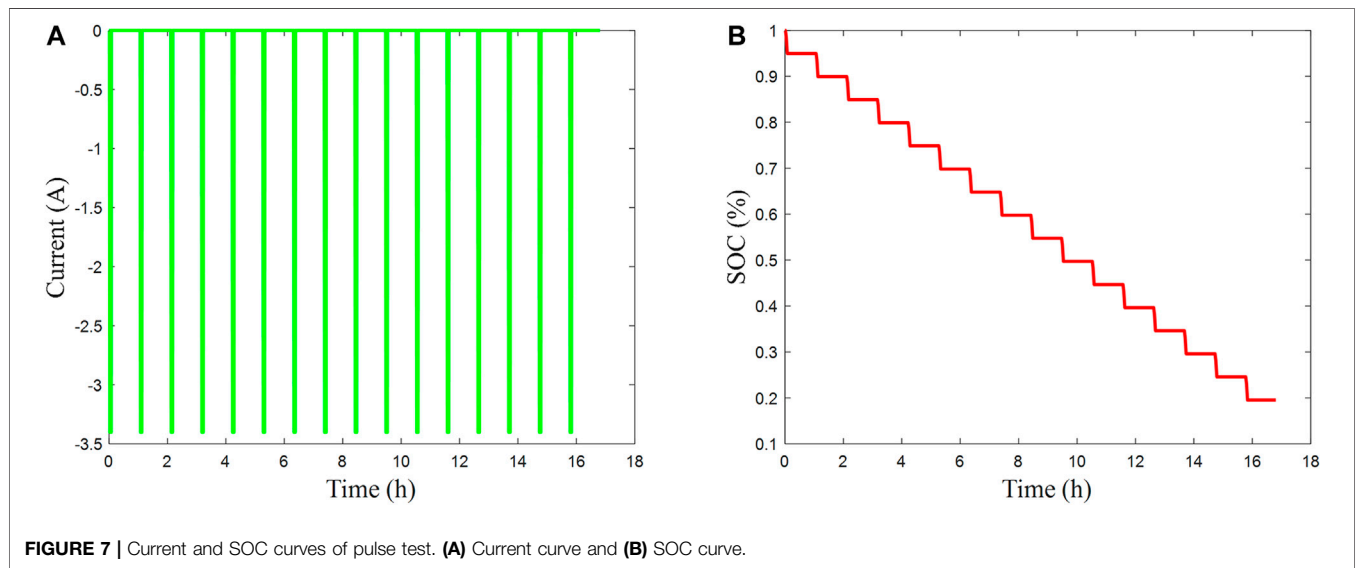 A
0
-0.5
-1
-1.5
-2
-2.5
-3
-3.5
Current (A)
0 2 4 6 8 10 12 14 16 18
Time (h)
B
1
0.9
0.8
0.7
0.6
0.5
0.4
0.3
0.2
0.1
SOC (%)
0 2 4 6 8 10 12 14 16 18
Time (h)
FIGURE 7 | Current and SOC curves of pulse test. (A) Current curve and (B) SOC curve.